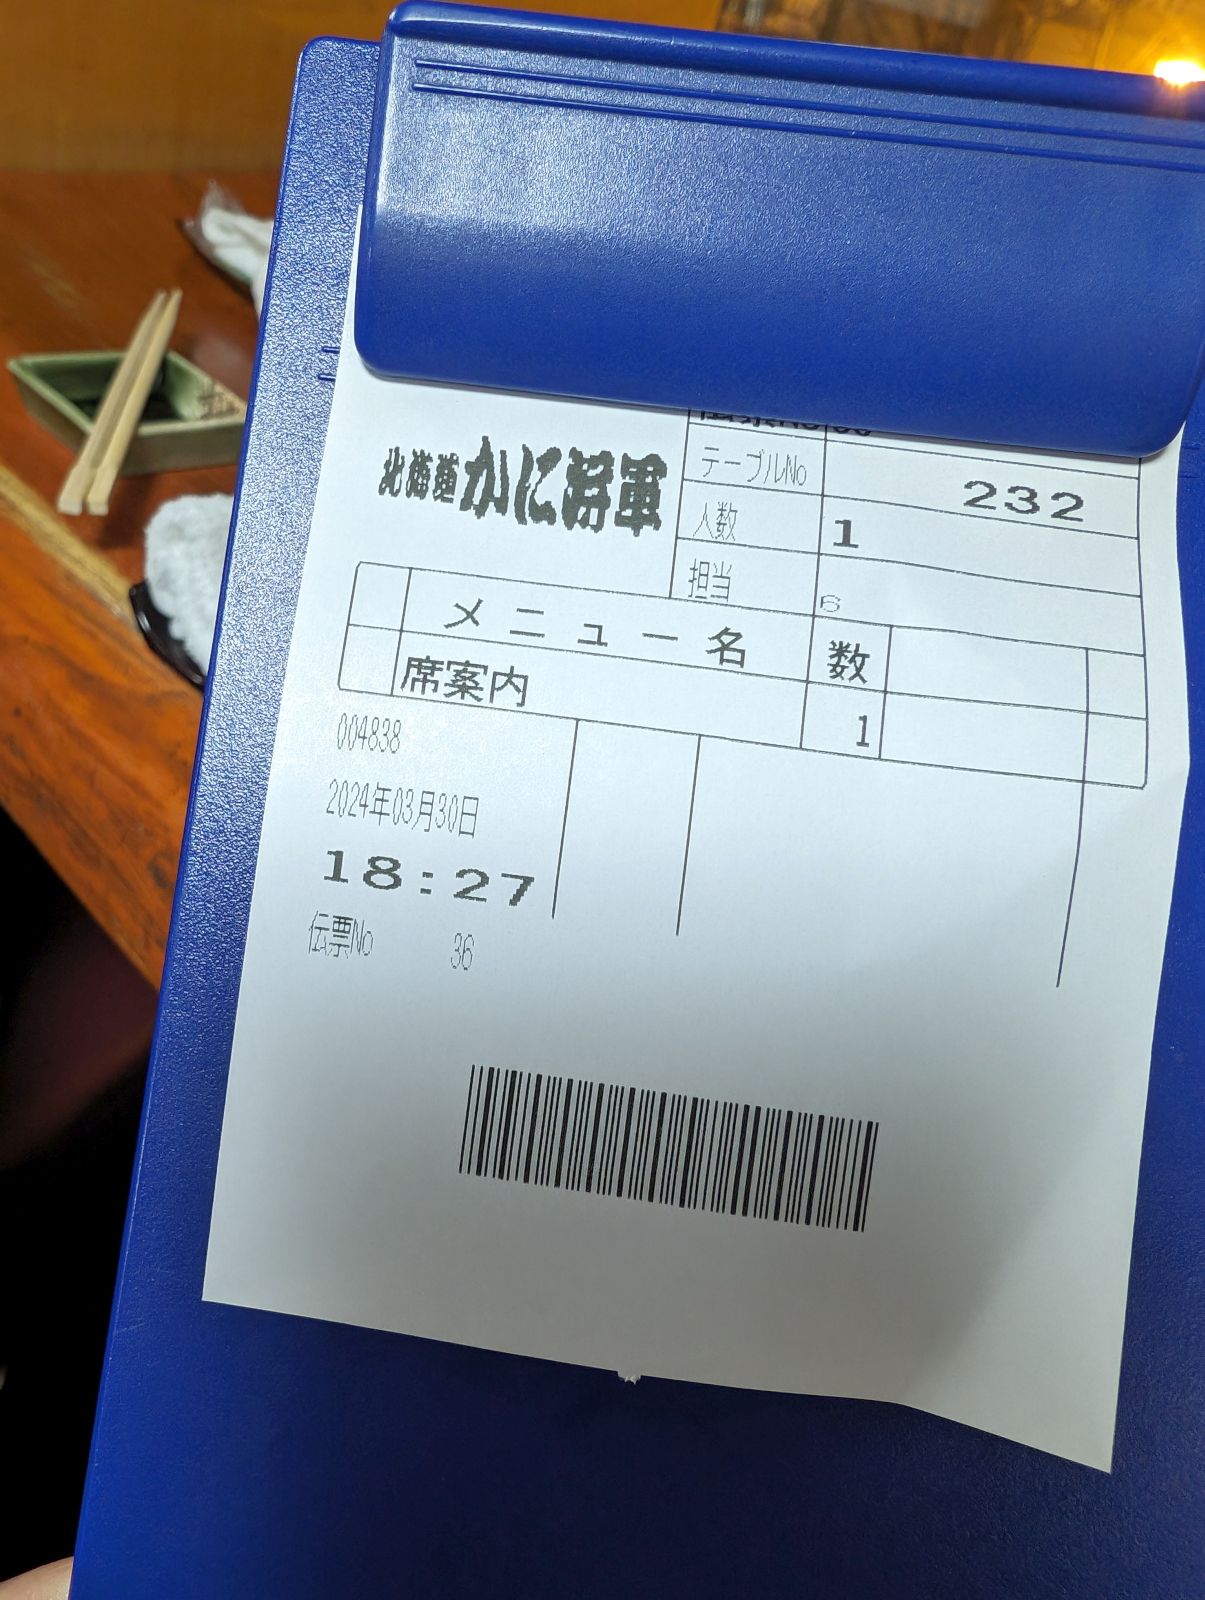 北海道かに将軍
テーブルNo 232
人数 1
担当 6
メニュー名 数
席案内 1
004838
2024年03月30日
18:27
伝票No 36